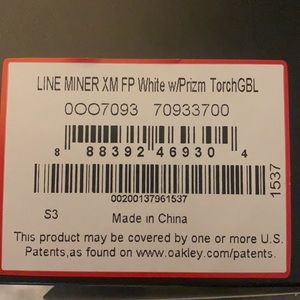 LINE MINER XM FP White w/Prizm TorchGBL
0OO7093 70933700
8 88392 46930 4
00200137961537
1537
S3
Made in China
This product may be covered by one or more U.S.
Patents,as found on www.oakley.com/patents.